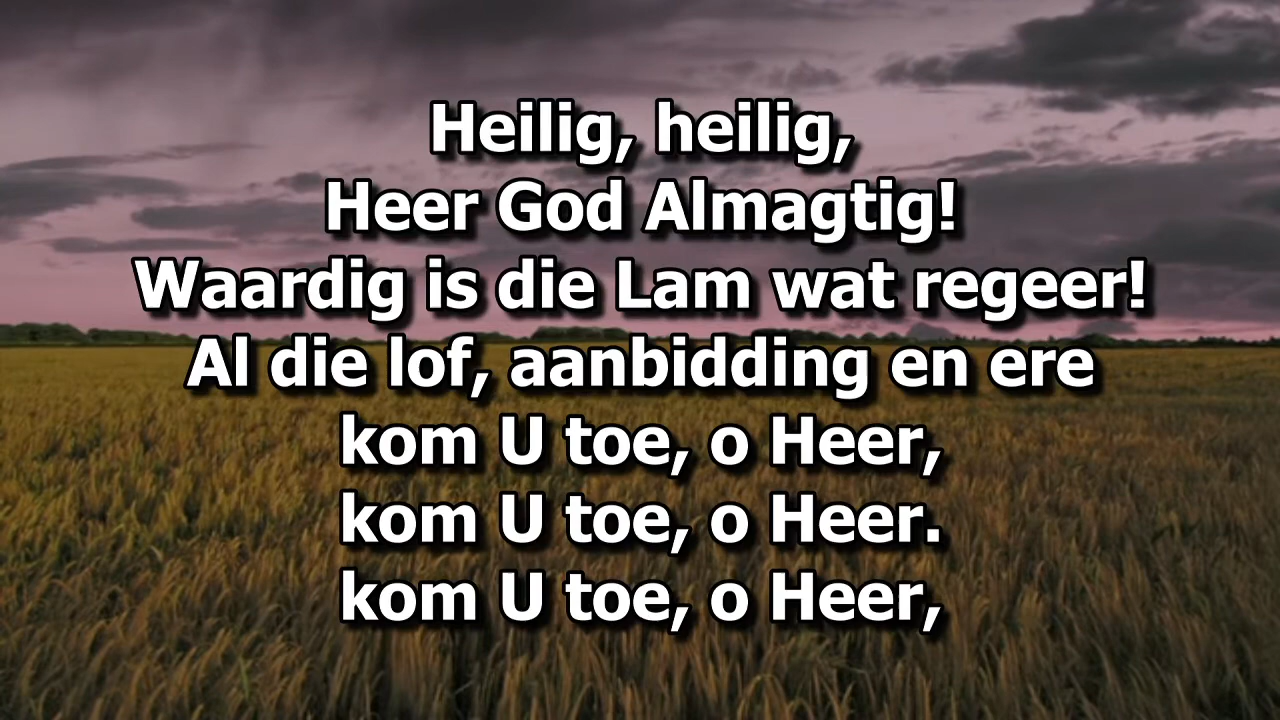 Heilig, heilig,
Heer God Almagtig!
Waardig is die Lam wat regeer!
Al die lof, aanbidding en ere
kom U toe, o Heer,
kom U toe, o Heer.
kom U toe, o Heer,